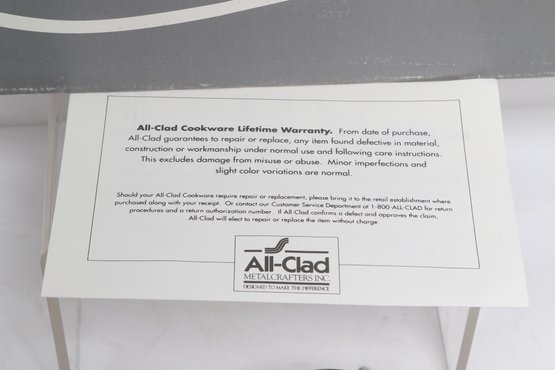 All-Clad Cookware Lifetime Warranty. From date of purchase,
All-Clad guarantees to repair or replace, any item found defective in material,
construction or workmanship under normal use and following care instructions.
This excludes damage from misuse or abuse. Minor imperfections and
slight color variations are normal.
Should your All-Clad Cookware require repair or replacement, please bring it to the retail establishment where
purchased along with your receipt. Or contact our Customer Service Department at 1-800-ALL-CLAD for return
procedures and a return authorization number. If All-Clad confirms a defect and approves the claim,
All-Clad will elect to repair or replace the item without charge.
All-Clad
METALCRAFTERS INC
DESIGNED TO MAKE THE DIFFERENCE